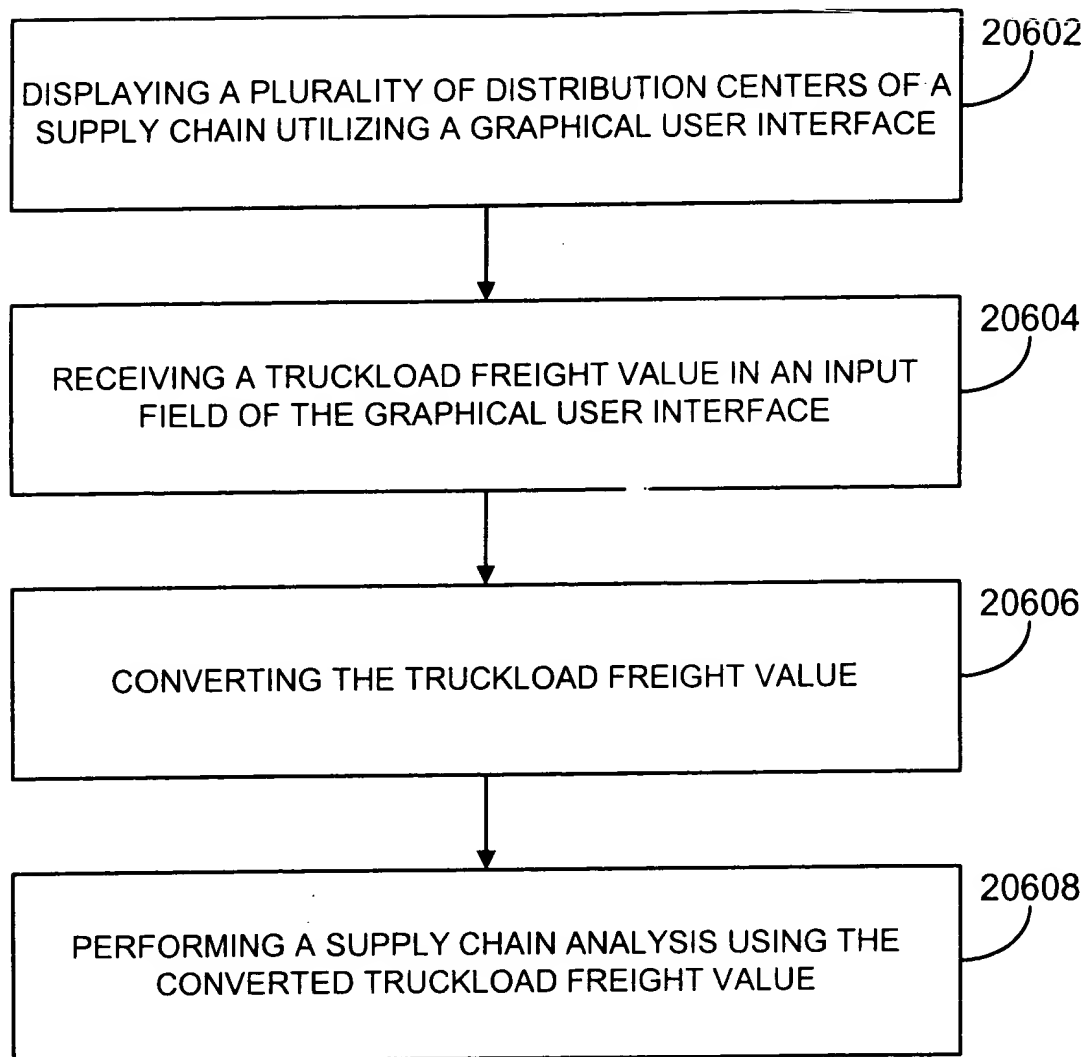 20602
DISPLAYING A PLURALITY OF DISTRIBUTION CENTERS OF A
SUPPLY CHAIN UTILIZING A GRAPHICAL USER INTERFACE
20604
RECEIVING A TRUCKLOAD FREIGHT VALUE IN AN INPUT
FIELD OF THE GRAPHICAL USER INTERFACE
20606
CONVERTING THE TRUCKLOAD FREIGHT VALUE
20608
PERFORMING A SUPPLY CHAIN ANALYSIS USING THE
CONVERTED TRUCKLOAD FREIGHT VALUE